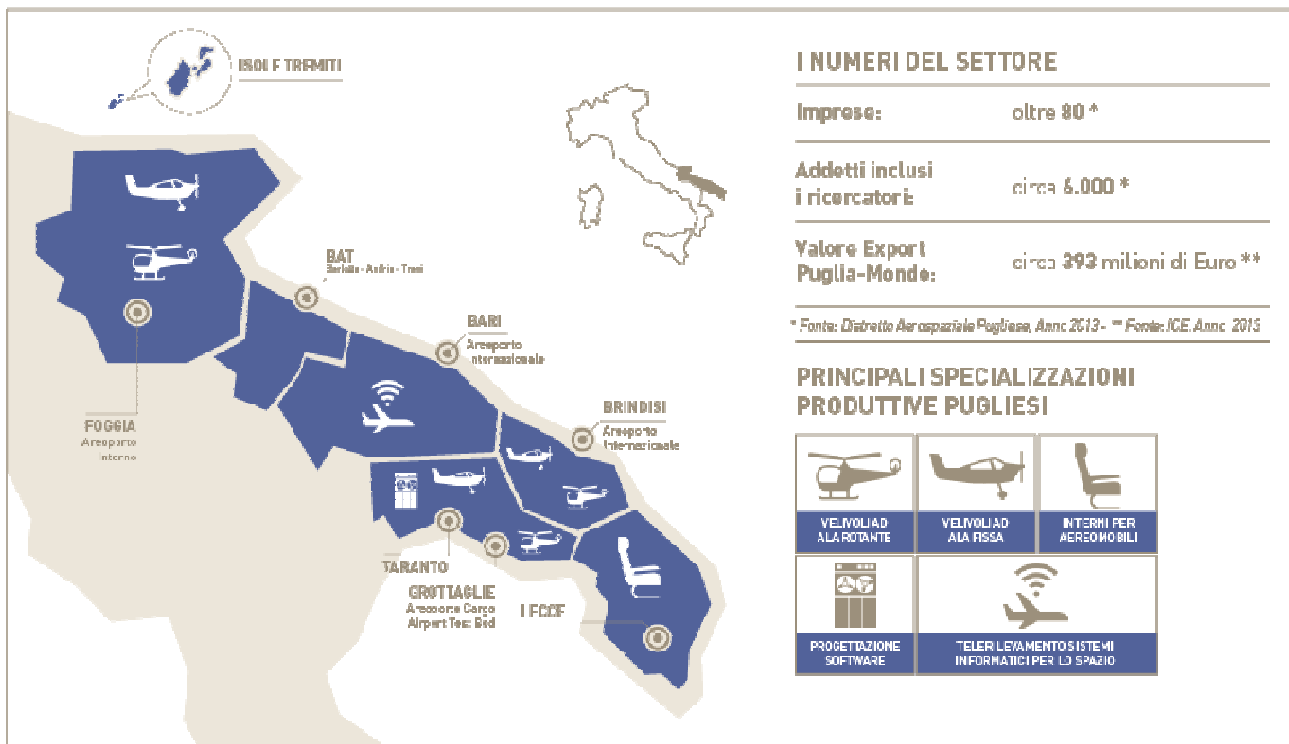 ISOLE TREMITI
BAT
Barletta - Andria - Trani
BARI
Aeroporto
Internazionale
BRINDISI
Aeroporto
Internazionale
FOGGIA
Aeroporto
Interno
TARANTO
GROTTAGLIE
Aeroporto Cargo
Airport Test Bed
LECCE
I NUMERI DEL SETTORE
Imprese: oltre 80 *
Addetti inclusi
i ricercatori: circa 6.000 *
Valore Export
Puglia-Monde: circa 393 milioni di Euro **
* Fonte: Distretto Aerospaziale Pugliese, Anno 2013 - ** Fonte: ICE, Anno 2015
PRINCIPALI SPECIALIZZAZIONI
PRODUTTIVE PUGLIESI
VELIVOLI AD
ALA ROTANTE
VELIVOLI AD
ALA FISSA
INTERNI PER
AEREOMOBILI
PROGETTAZIONE
SOFTWARE
TELERILEVAMENTO SISTEMI
INFORMATICI PER LO SPAZIO